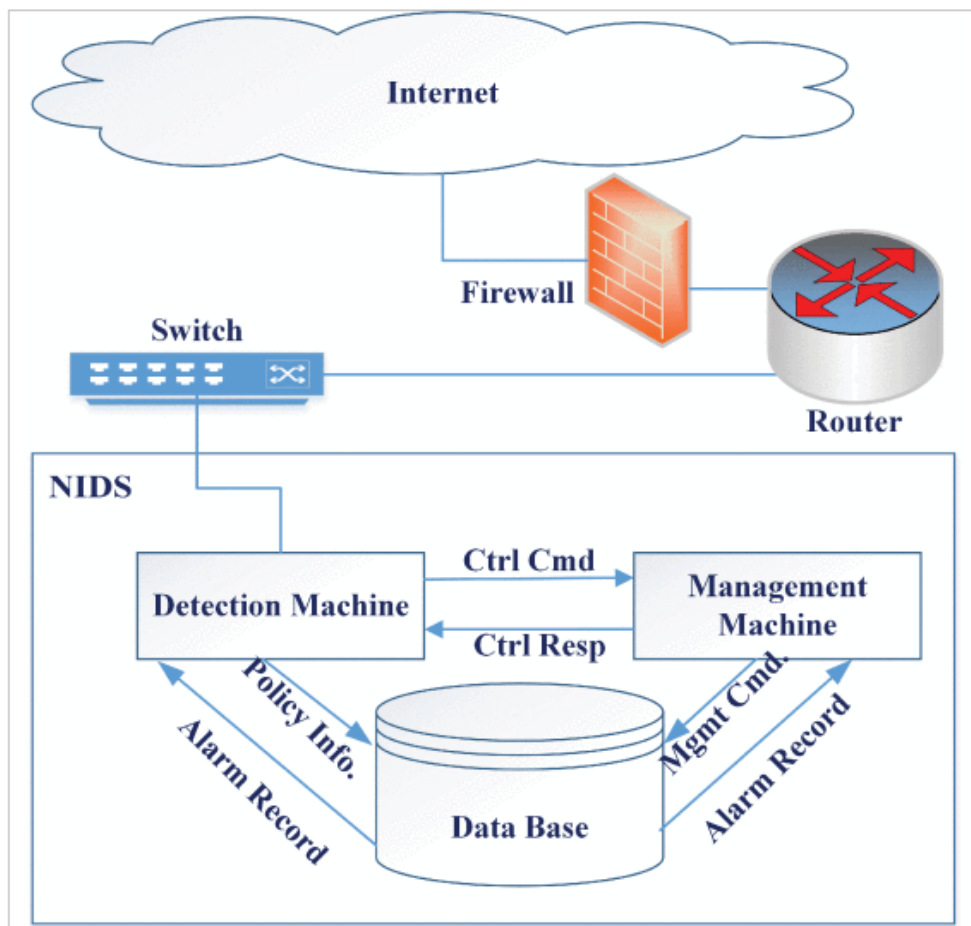 Internet
Firewall
Switch
Router
NIDS
Ctrl Cmd
Detection Machine
Management
Machine
Ctrl Resp
Policy Info.
Mgmt Cmd.
Alarm Record
Alarm Record
Data Base